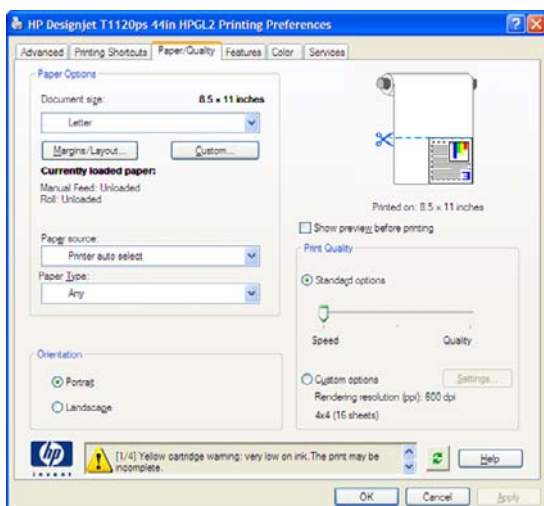 HP Designjet T1120ps 44in HPGL2 Printing Preferences
Advanced Printing Shortcuts Paper/Quality Features Color Services
Paper Options
Document size: 8.5 × 11 inches
Letter
Margins/Layout... Custom...
Currently loaded paper:
Manual Feed: Unloaded
Roll: Unloaded
Paper source:
Printer auto select
Paper Type:
Any
Orientation
Portrait
Landscape
Printed on: 8.5 × 11 inches
Show preview before printing
Print Quality
Standard options
Speed Quality
Custom options Settings...
Rendering resolution (ppi): 600 dpi
4x4 (16 sheets)
hp
invent
[1/4] Yellow cartridge warning: very low on ink. The print may be
incomplete.
Help
OK Cancel Apply